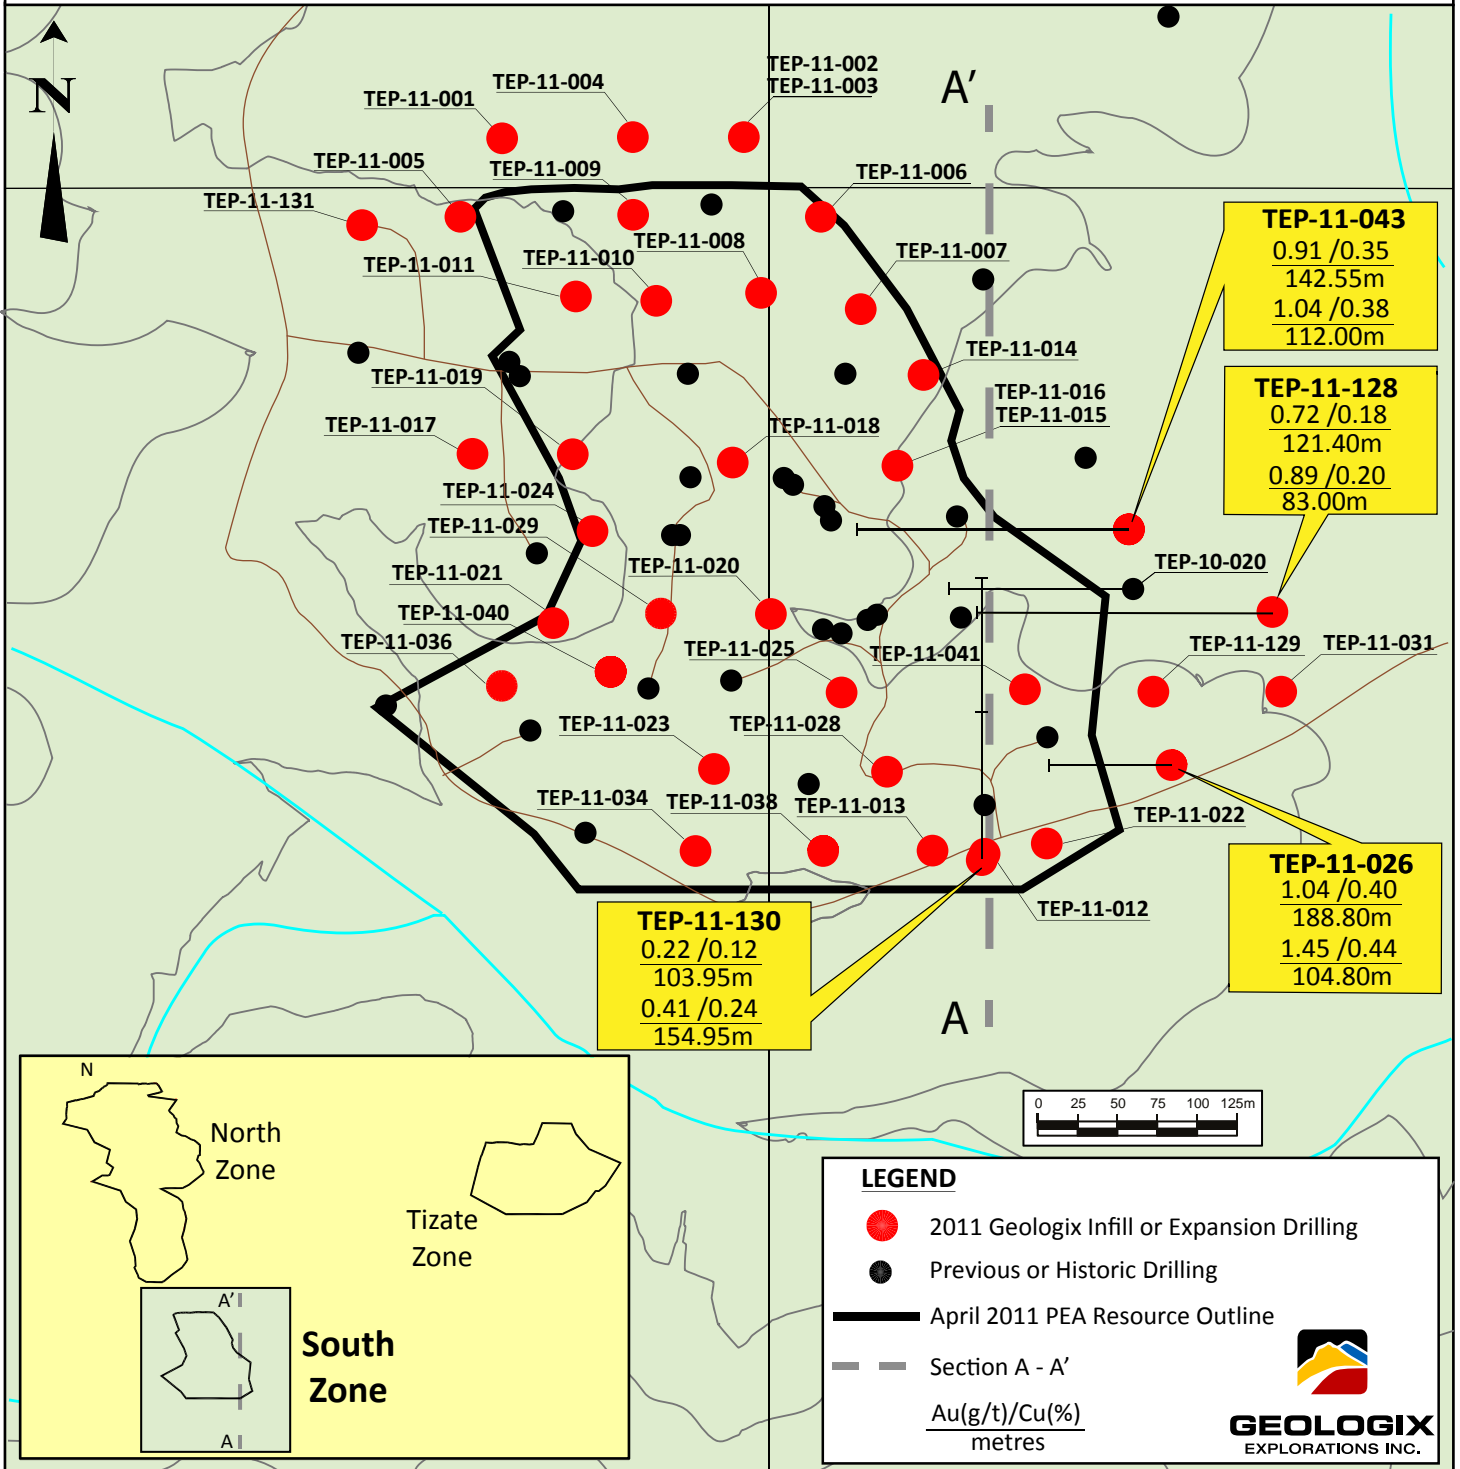 N
A'
TEP-11-001
TEP-11-004
TEP-11-002
TEP-11-003
TEP-11-005
TEP-11-009
TEP-11-006
TEP-11-131
TEP-11-008
TEP-11-007
TEP-11-011
TEP-11-010
TEP-11-014
TEP-11-019
TEP-11-016
TEP-11-015
TEP-11-017
TEP-11-018
TEP-11-024
TEP-11-029
TEP-11-021
TEP-11-020
TEP-10-020
TEP-11-040
TEP-11-036
TEP-11-025
TEP-11-041
TEP-11-129
TEP-11-031
TEP-11-023
TEP-11-028
TEP-11-034
TEP-11-038
TEP-11-013
TEP-11-022
TEP-11-012
TEP-11-043
0.91 /0.35
142.55m
1.04 /0.38
112.00m
TEP-11-128
0.72 /0.18
121.40m
0.89 /0.20
83.00m
TEP-11-026
1.04 /0.40
188.80m
1.45 /0.44
104.80m
TEP-11-130
0.22 /0.12
103.95m
0.41 /0.24
154.95m
A
0 25 50 75 100 125m
N
North
Zone
Tizate
Zone
A'
South
Zone
A
LEGEND
2011 Geologix Infill or Expansion Drilling
Previous or Historic Drilling
April 2011 PEA Resource Outline
Section A - A'
Au(g/t)/Cu(%)
metres
GEOLOGIX
EXPLORATIONS INC.